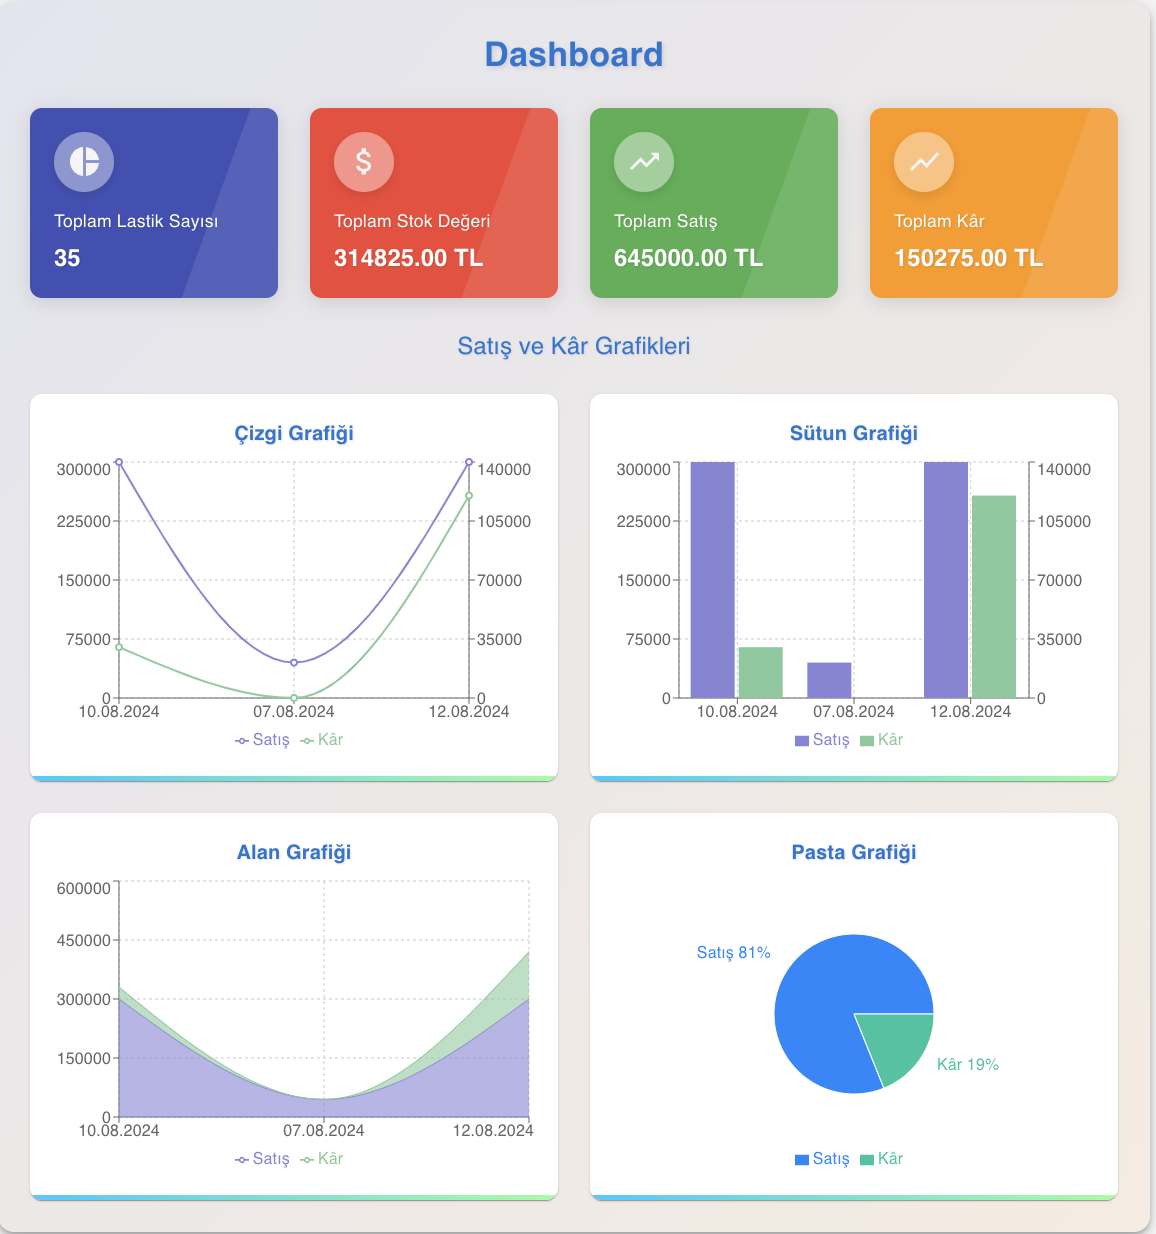 Dashboard
Toplam Lastik Sayısı
35
Toplam Stok Değeri
314825.00 TL
Toplam Satış
645000.00 TL
Toplam Kâr
150275.00 TL
Satış ve Kâr Grafikleri
Çizgi Grafiği
300000
225000
150000
75000
0
140000
105000
70000
35000
0
10.08.2024 07.08.2024 12.08.2024
Satış Kâr
Sütun Grafiği
300000
225000
150000
75000
0
140000
105000
70000
35000
0
10.08.2024 07.08.2024 12.08.2024
Satış Kâr
Alan Grafiği
600000
450000
300000
150000
0
10.08.2024 07.08.2024 12.08.2024
Satış Kâr
Pasta Grafiği
Satış 81%
Kâr 19%
Satış Kâr